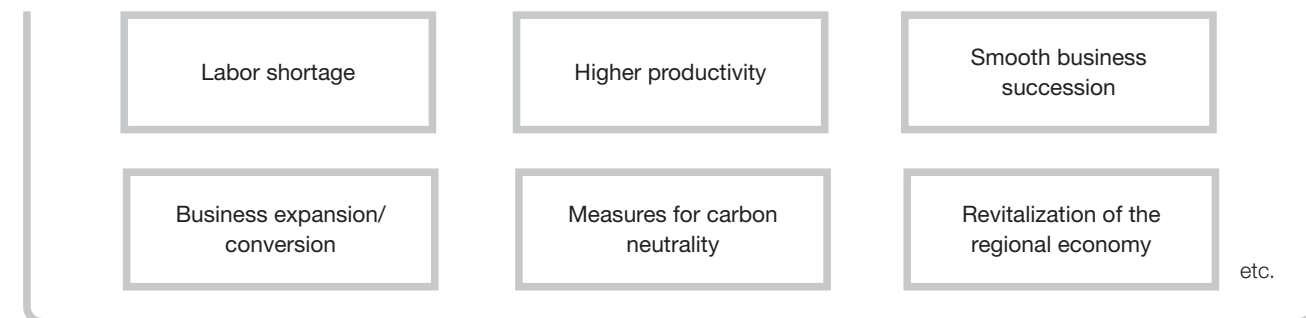 Labor shortage
Higher productivity
Smooth business
succession
Business expansion/
conversion
Measures for carbon
neutrality
Revitalization of the
regional economy
etc.